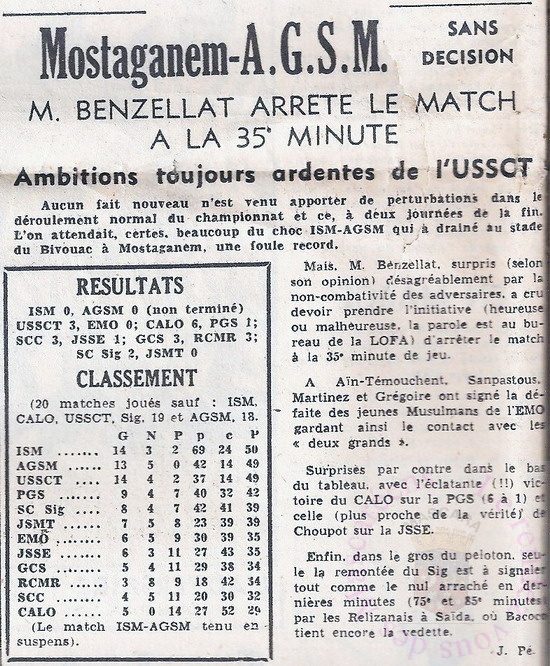 Mostaganem-A.G.S.M. SANS DECISION
M. BENZELLAT ARRETE LE MATCH
A LA 35e MINUTE
Ambitions toujours ardentes de l'USSCT
Aucun fait nouveau n'est venu apporter de perturbations dans le
déroulement normal du championnat et ce, à deux journées de la fin.
L'on attendait, certes, beaucoup du choc ISM-AGSM qui a drainé au stade
du Bivouac à Mostaganem, une foule record.
RESULTATS
ISM 0, AGSM 0 (non terminé)
USSCT 3, EMO 0; CALO 6, PGS 1;
SCC 3, JSSE 1; GCS 3, RCMR 3;
SC Sig 2, JSMT 0
CLASSEMENT
(20 matches joués sauf : ISM,
CALO, USSCT, Sig, 19 et AGSM, 18.
G N P p c P
ISM ....... 14 3 2 69 24 50
AGSM ...... 13 5 0 42 14 49
USSCT ..... 14 4 2 37 14 49
PGS ...... 9 4 7 40 32 42
SC Sig .... 8 4 7 42 41 39
JSMT ..... 7 5 8 23 39 39
EMO ...... 6 5 9 30 39 35
JSSE ...... 6 3 11 27 43 35
GCS ....... 5 4 11 29 38 34
RCMR .... 3 8 9 18 42 34
SCC ....... 4 5 11 20 30 32
CALO ..... 5 0 14 27 52 29
(Le match ISM-AGSM tenu en
suspens).
Mais, M. Benzellat, surpris (selon
son opinion) désagréablement par la
non-combativité des adversaires, a cru
devoir prendre l'initiative (heureuse
ou malheureuse, la parole est au bu-
reau de la LOFA) d'arrêter le match
à la 35e minute de jeu.
A Aïn-Témouchent, Sanpastous,
Martinez et Grégoire ont signé la dé-
faite des jeunes Musulmans de l'EMO
gardant ainsi le contact avec les
« deux grands ».
Surprises par contre dans le bas
du tableau, avec l'éclatante (!!) vic-
toire du CALO sur la PGS (6 à 1) et
celle (plus proche de la vérité) de
Choupot sur la JSSE.
Enfin, dans le gros du peloton, seu-
le la remontée du Sig est à signaler
tout comme le nul arraché en der-
nières minutes (75e et 85e minutes)
par les Relizanais à Saïda, où Bacoc
tient encore la vedette.
J. Pé.